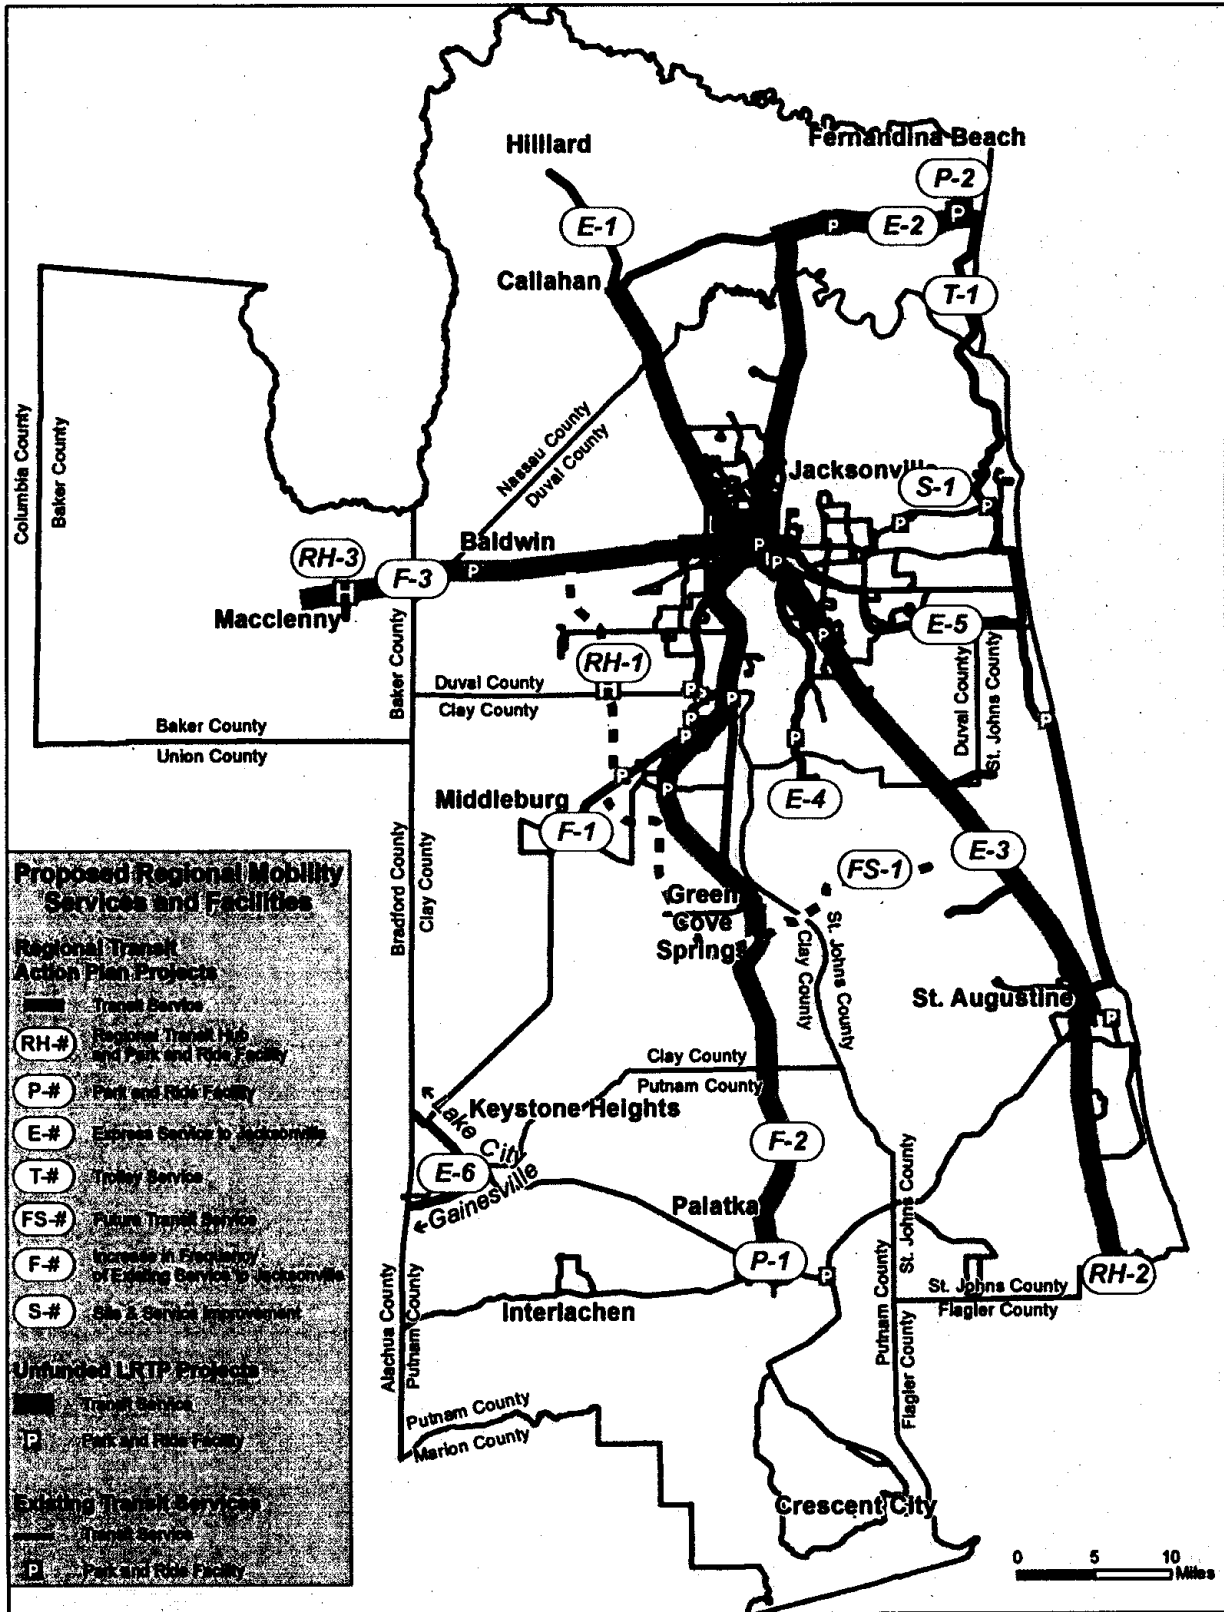 Hilliard
Fernandina Beach
P-2
P
E-1
P
E-2
Callahan
T-1
Columbia County
Baker County
Nassau County
Duval County
Jacksonville
S-1
P
P
RH-3
Baldwin
P
P
P
F-3
P
H
Macclenny
P
E-5
RH-1
Baker County
Duval County
Clay County
P
P
Duval County
St. Johns County
Baker County
Union County
P
P
P
P
P
P
Middleburg
E-4
F-1
E-3
FS-1
Proposed Regional Mobility
Services and Facilities
Bradford County
Clay County
Green
Cove
Springs
St. Johns County
Clay County
Regional Transit
Action Plan Projects
Transit Service
St. Augustine
P
RH-#
Regional Transit Hub
and Park and Ride Facility
Clay County
Putnam County
P-#
Park and Ride Facility
Lake City
Keystone Heights
E-#
Express Service to Jacksonville
F-2
T-#
Trolley Service
E-6
Gainesville
St. Johns County
Palatka
FS-#
Future Transit Service
F-#
Increase in Frequency
of Existing Service to Jacksonville
P-1
P
RH-2
St. Johns County
Flagler County
S-#
Site & Service Improvement
Interlachen
Alachua County
Putnam County
Putnam County
Flagler County
Unfunded LRTP Projects
Transit Service
P
Park and Ride Facility
Putnam County
Marion County
Existing Transit Services
Transit Service
P
Park and Ride Facility
Crescent City
0 5 10
Miles